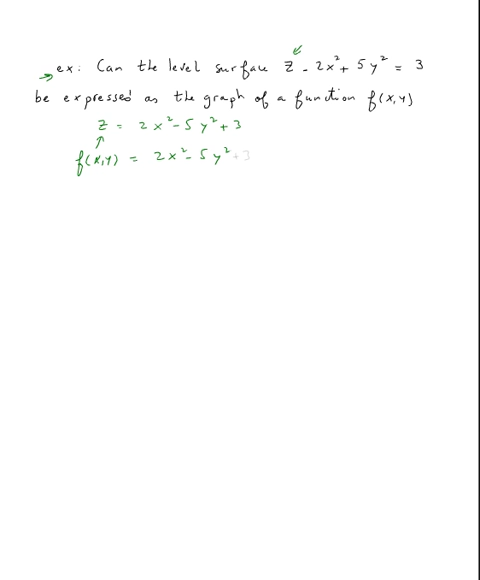 ex: Can the level surface z - 2x² + 5y² = 3
be expressed as the graph of a function f(x,y)
z = 2x² - 5y² + 3
f(x,y) = 2x² - 5y² + 3